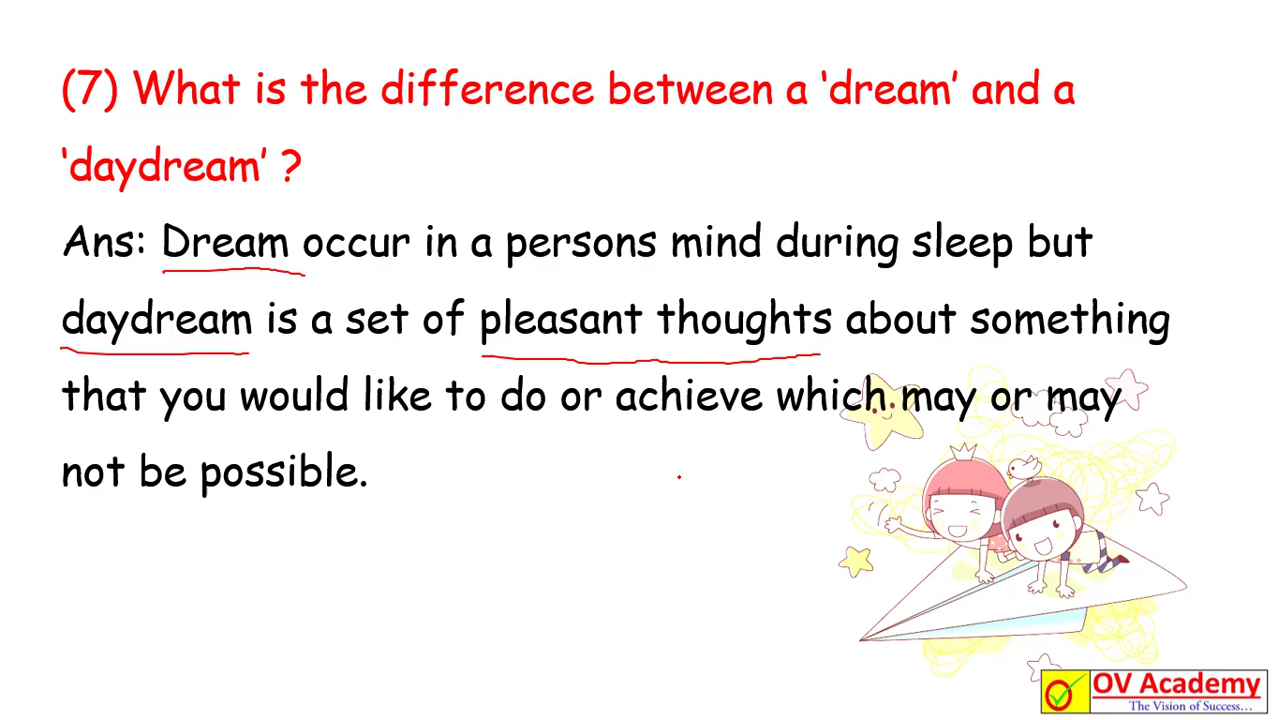 (7) What is the difference between a ‘dream’ and a
‘daydream’ ?
Ans: Dream occur in a persons mind during sleep but
daydream is a set of pleasant thoughts about something
that you would like to do or achieve which may or may
not be possible.
OV Academy
The Vision of Success...